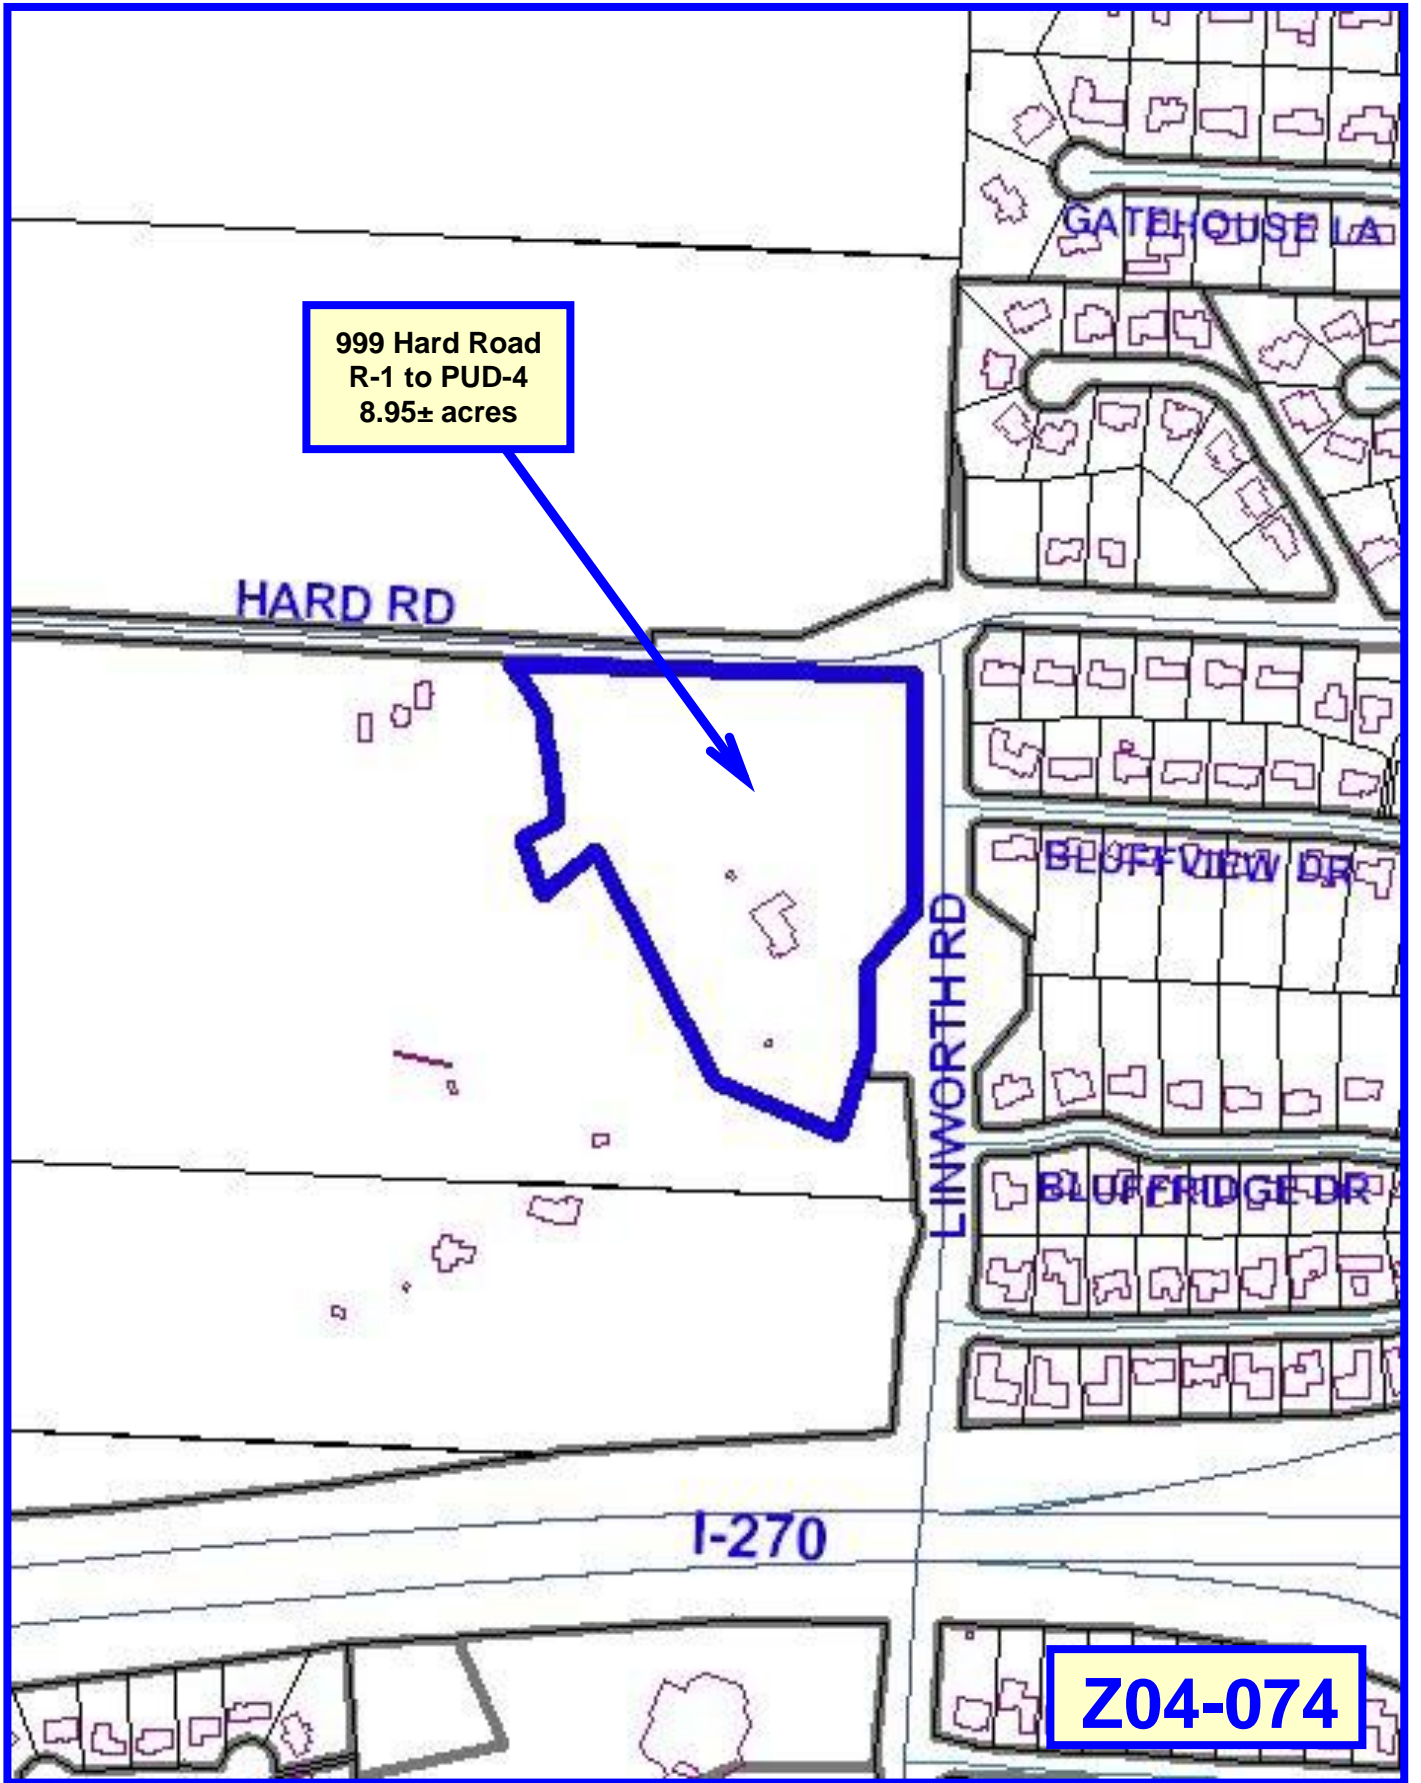 GATEHOUSE LA
999 Hard Road
R-1 to PUD-4
8.95± acres
HARD RD
BLUFFVIEW DR
LINWORTH RD
BLUFFRIDGE DR
I-270
Z04-074